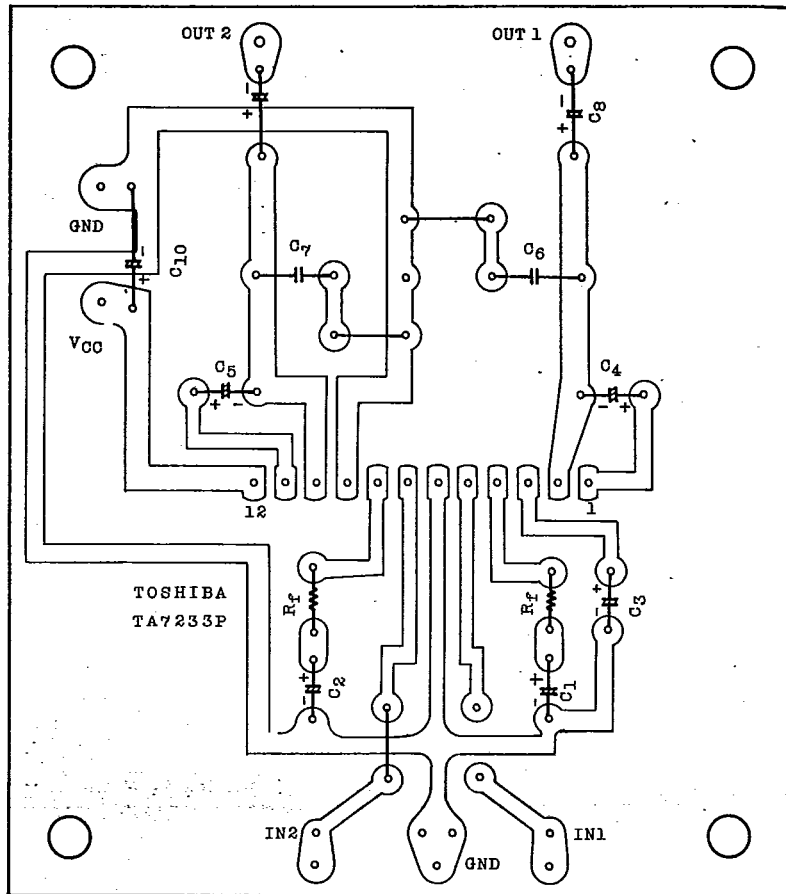 OUT 2
OUT 1
- +
- +
C8
GND
C10
- +
VCC
C7
C6
C5
+ -
C4
- +
12
1
TOSHIBA
TA7233P
Rf
Rf
+ -
C3
+ -
C2
+ -
C1
IN2
GND
IN1